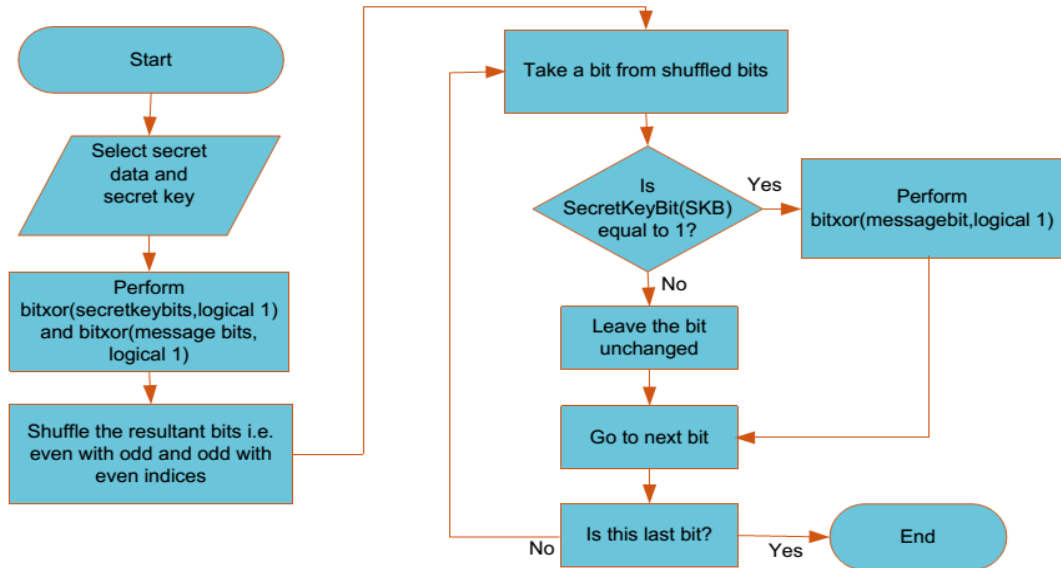 Start
Select secret
data and
secret key
Perform
bitxor(secretkeybits,logical 1)
and bitxor(message bits,
logical 1)
Shuffle the resultant bits i.e.
even with odd and odd with
even indices
Take a bit from shuffled bits
Is
SecretKeyBit(SKB)
equal to 1?
Yes
Perform
bitxor(messagebit,logical 1)
No
Leave the bit
unchanged
Go to next bit
Is this last bit?
No
Yes
End